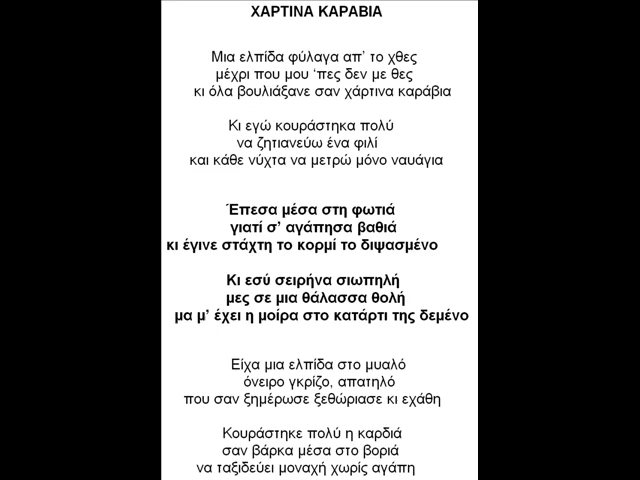 ΧΑΡΤΙΝΑ ΚΑΡΑΒΙΑ
Μια ελπίδα φύλαγα απ’ το χθες
μέχρι που μου ‘πες δεν με θες
κι όλα βουλιάξανε σαν χάρτινα καράβια
Κι εγώ κουράστηκα πολύ
να ζητιανεύω ένα φιλί
και κάθε νύχτα να μετρώ μόνο ναυάγια
Έπεσα μέσα στη φωτιά
γιατί σ’ αγάπησα βαθιά
κι έγινε στάχτη το κορμί το διψασμένο
Κι εσύ σειρήνα σιωπηλή
μες σε μια θάλασσα θολή
μα μ’ έχει η μοίρα στο κατάρτι της δεμένο
Είχα μια ελπίδα στο μυαλό
όνειρο γκρίζο, απατηλό
που σαν ξημέρωσε ξεθώριασε κι εχάθη
Κουράστηκε πολύ η καρδιά
σαν βάρκα μέσα στο βοριά
να ταξιδεύει μοναχή χωρίς αγάπη